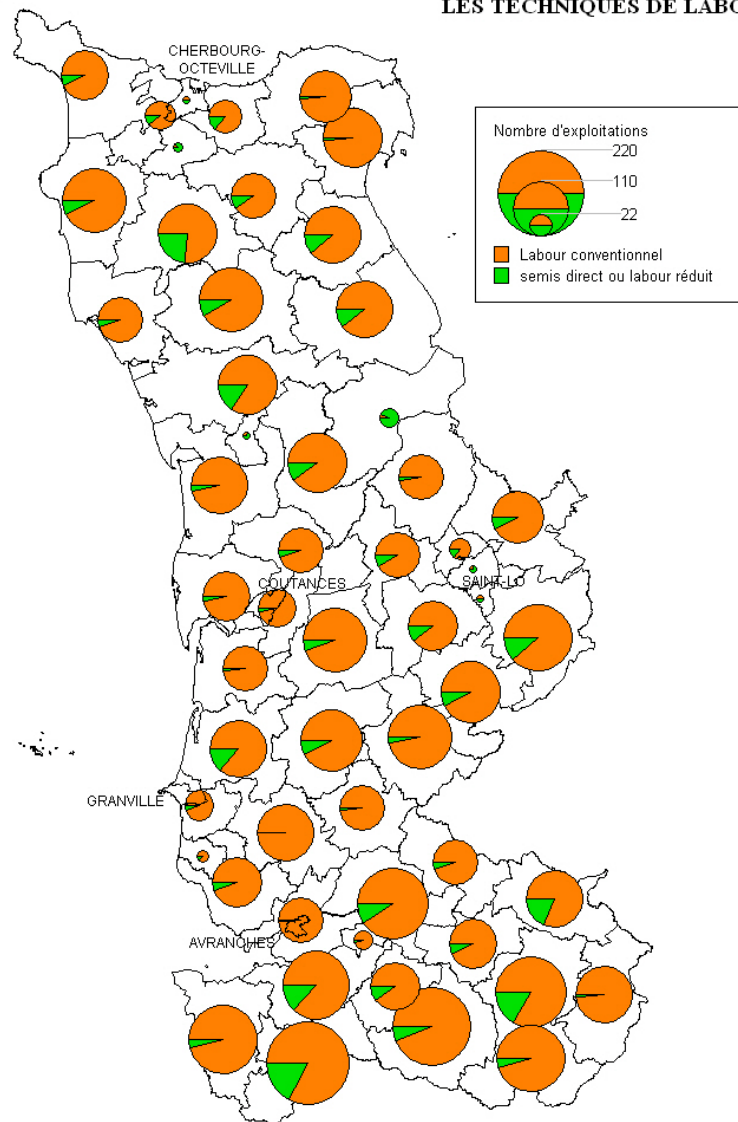 LES TECHNIQUES DE LABO
CHERBOURG-
OCTEVILLE
Nombre d'exploitations
220
110
22
Labour conventionnel
semis direct ou labour réduit
COUTANCES
SAINT-LO
GRANVILLE
AVRANCHES